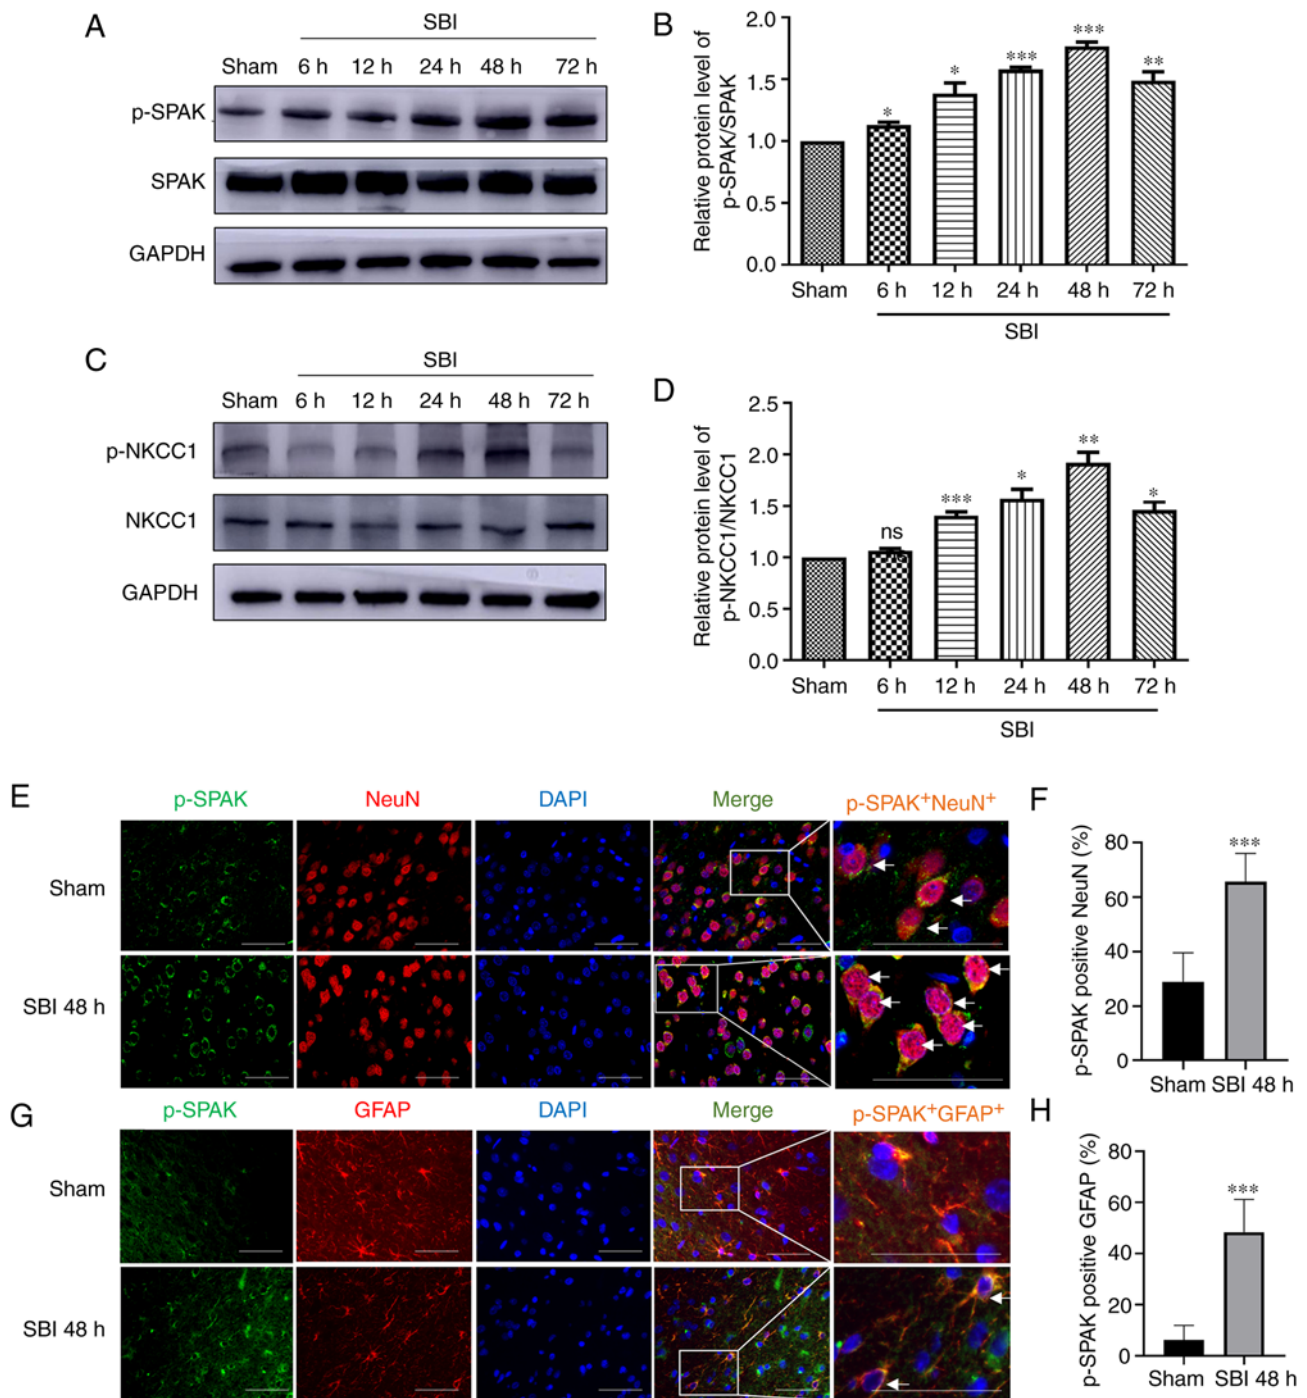 A
SBI
Sham 6 h 12 h 24 h 48 h 72 h
p-SPAK
SPAK
GAPDH
B
Relative protein level of
p-SPAK/SPAK
2.0
1.5
1.0
0.5
0.0
*
*
***
***
**
Sham 6 h 12 h 24 h 48 h 72 h
SBI
C
SBI
Sham 6 h 12 h 24 h 48 h 72 h
p-NKCC1
NKCC1
GAPDH
D
Relative protein level of
p-NKCC1/NKCC1
2.5
2.0
1.5
1.0
0.5
0.0
ns
***
*
**
*
Sham 6 h 12 h 24 h 48 h 72 h
SBI
E
p-SPAK NeuN DAPI Merge p-SPAK⁺NeuN⁺
Sham
SBI 48 h
F
p-SPAK positive NeuN (%)
80
60
40
20
0
***
Sham SBI 48 h
G
p-SPAK GFAP DAPI Merge p-SPAK⁺GFAP⁺
Sham
SBI 48 h
H
p-SPAK positive GFAP (%)
80
60
40
20
0
***
Sham SBI 48 h